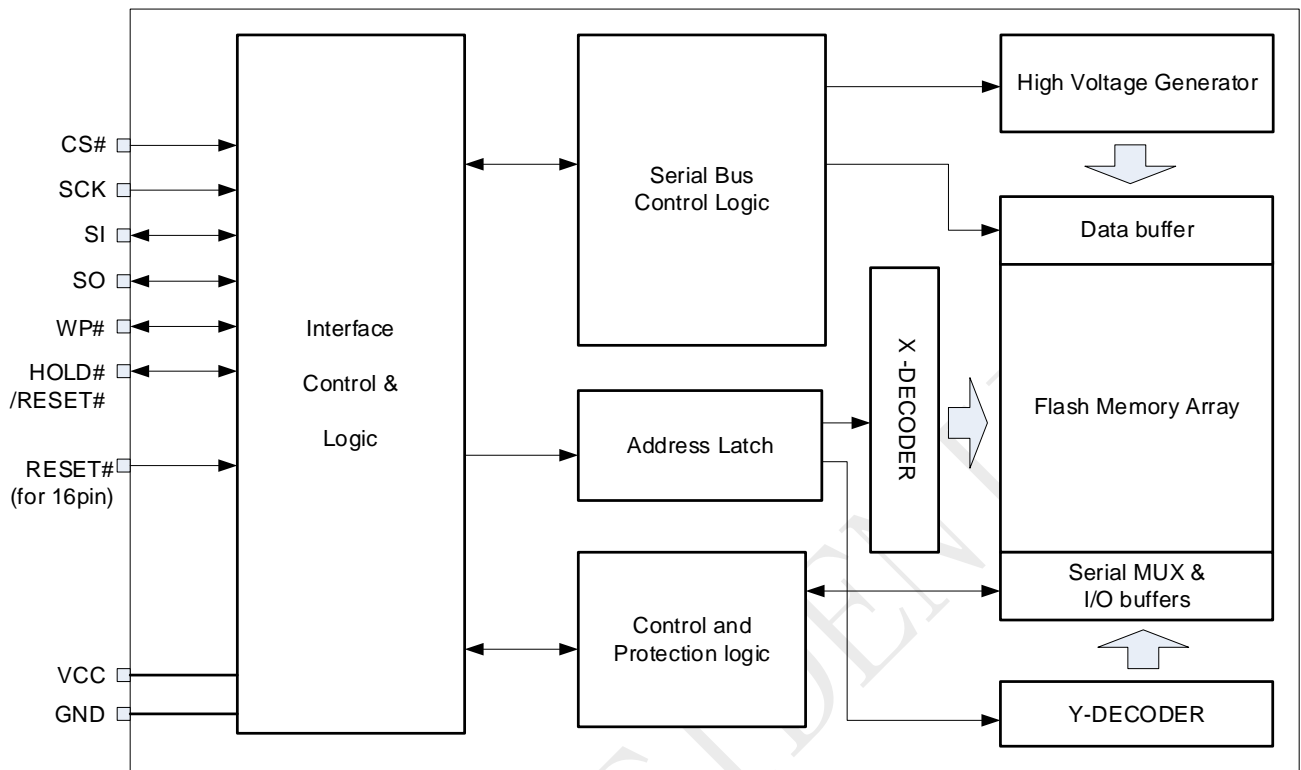 CS#
SCK
SI
SO
WP#
HOLD#
/RESET#
RESET#
(for 16pin)
VCC
GND
Interface
Control &
Logic
Serial Bus
Control Logic
Address Latch
Control and
Protection logic
X -DECODER
High Voltage Generator
Data buffer
Flash Memory Array
Serial MUX &
I/O buffers
Y-DECODER